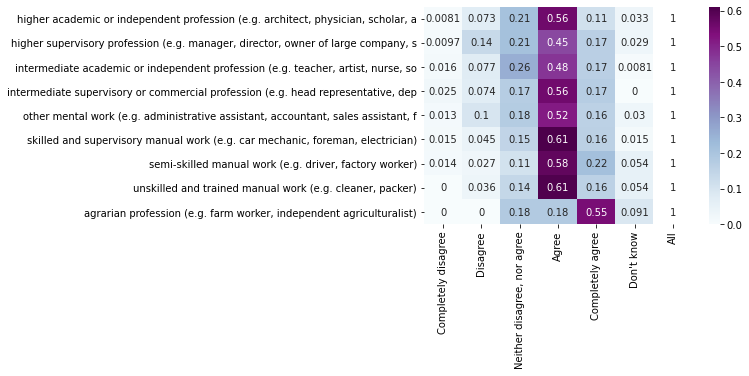 higher academic or independent profession (e.g. architect, physician, scholar, a 0.0081 0.073 0.21 0.56 0.11 0.033 1
higher supervisory profession (e.g. manager, director, owner of large company, s 0.0097 0.14 0.21 0.45 0.17 0.029 1
intermediate academic or independent profession (e.g. teacher, artist, nurse, so 0.016 0.077 0.26 0.48 0.17 0.0081 1
intermediate supervisory or commercial profession (e.g. head representative, dep 0.025 0.074 0.17 0.56 0.17 0 1
other mental work (e.g. administrative assistant, accountant, sales assistant, f 0.013 0.1 0.18 0.52 0.16 0.03 1
skilled and supervisory manual work (e.g. car mechanic, foreman, electrician) 0.015 0.045 0.15 0.61 0.16 0.015 1
semi-skilled manual work (e.g. driver, factory worker) 0.014 0.027 0.11 0.58 0.22 0.054 1
unskilled and trained manual work (e.g. cleaner, packer) 0 0.036 0.14 0.61 0.16 0.054 1
agrarian profession (e.g. farm worker, independent agriculturalist) 0 0 0.18 0.18 0.55 0.091 1
Completely disagree
Disagree
Neither disagree, nor agree
Agree
Completely agree
Don't know
All
0.6
0.5
0.4
0.3
0.2
0.1
0.0